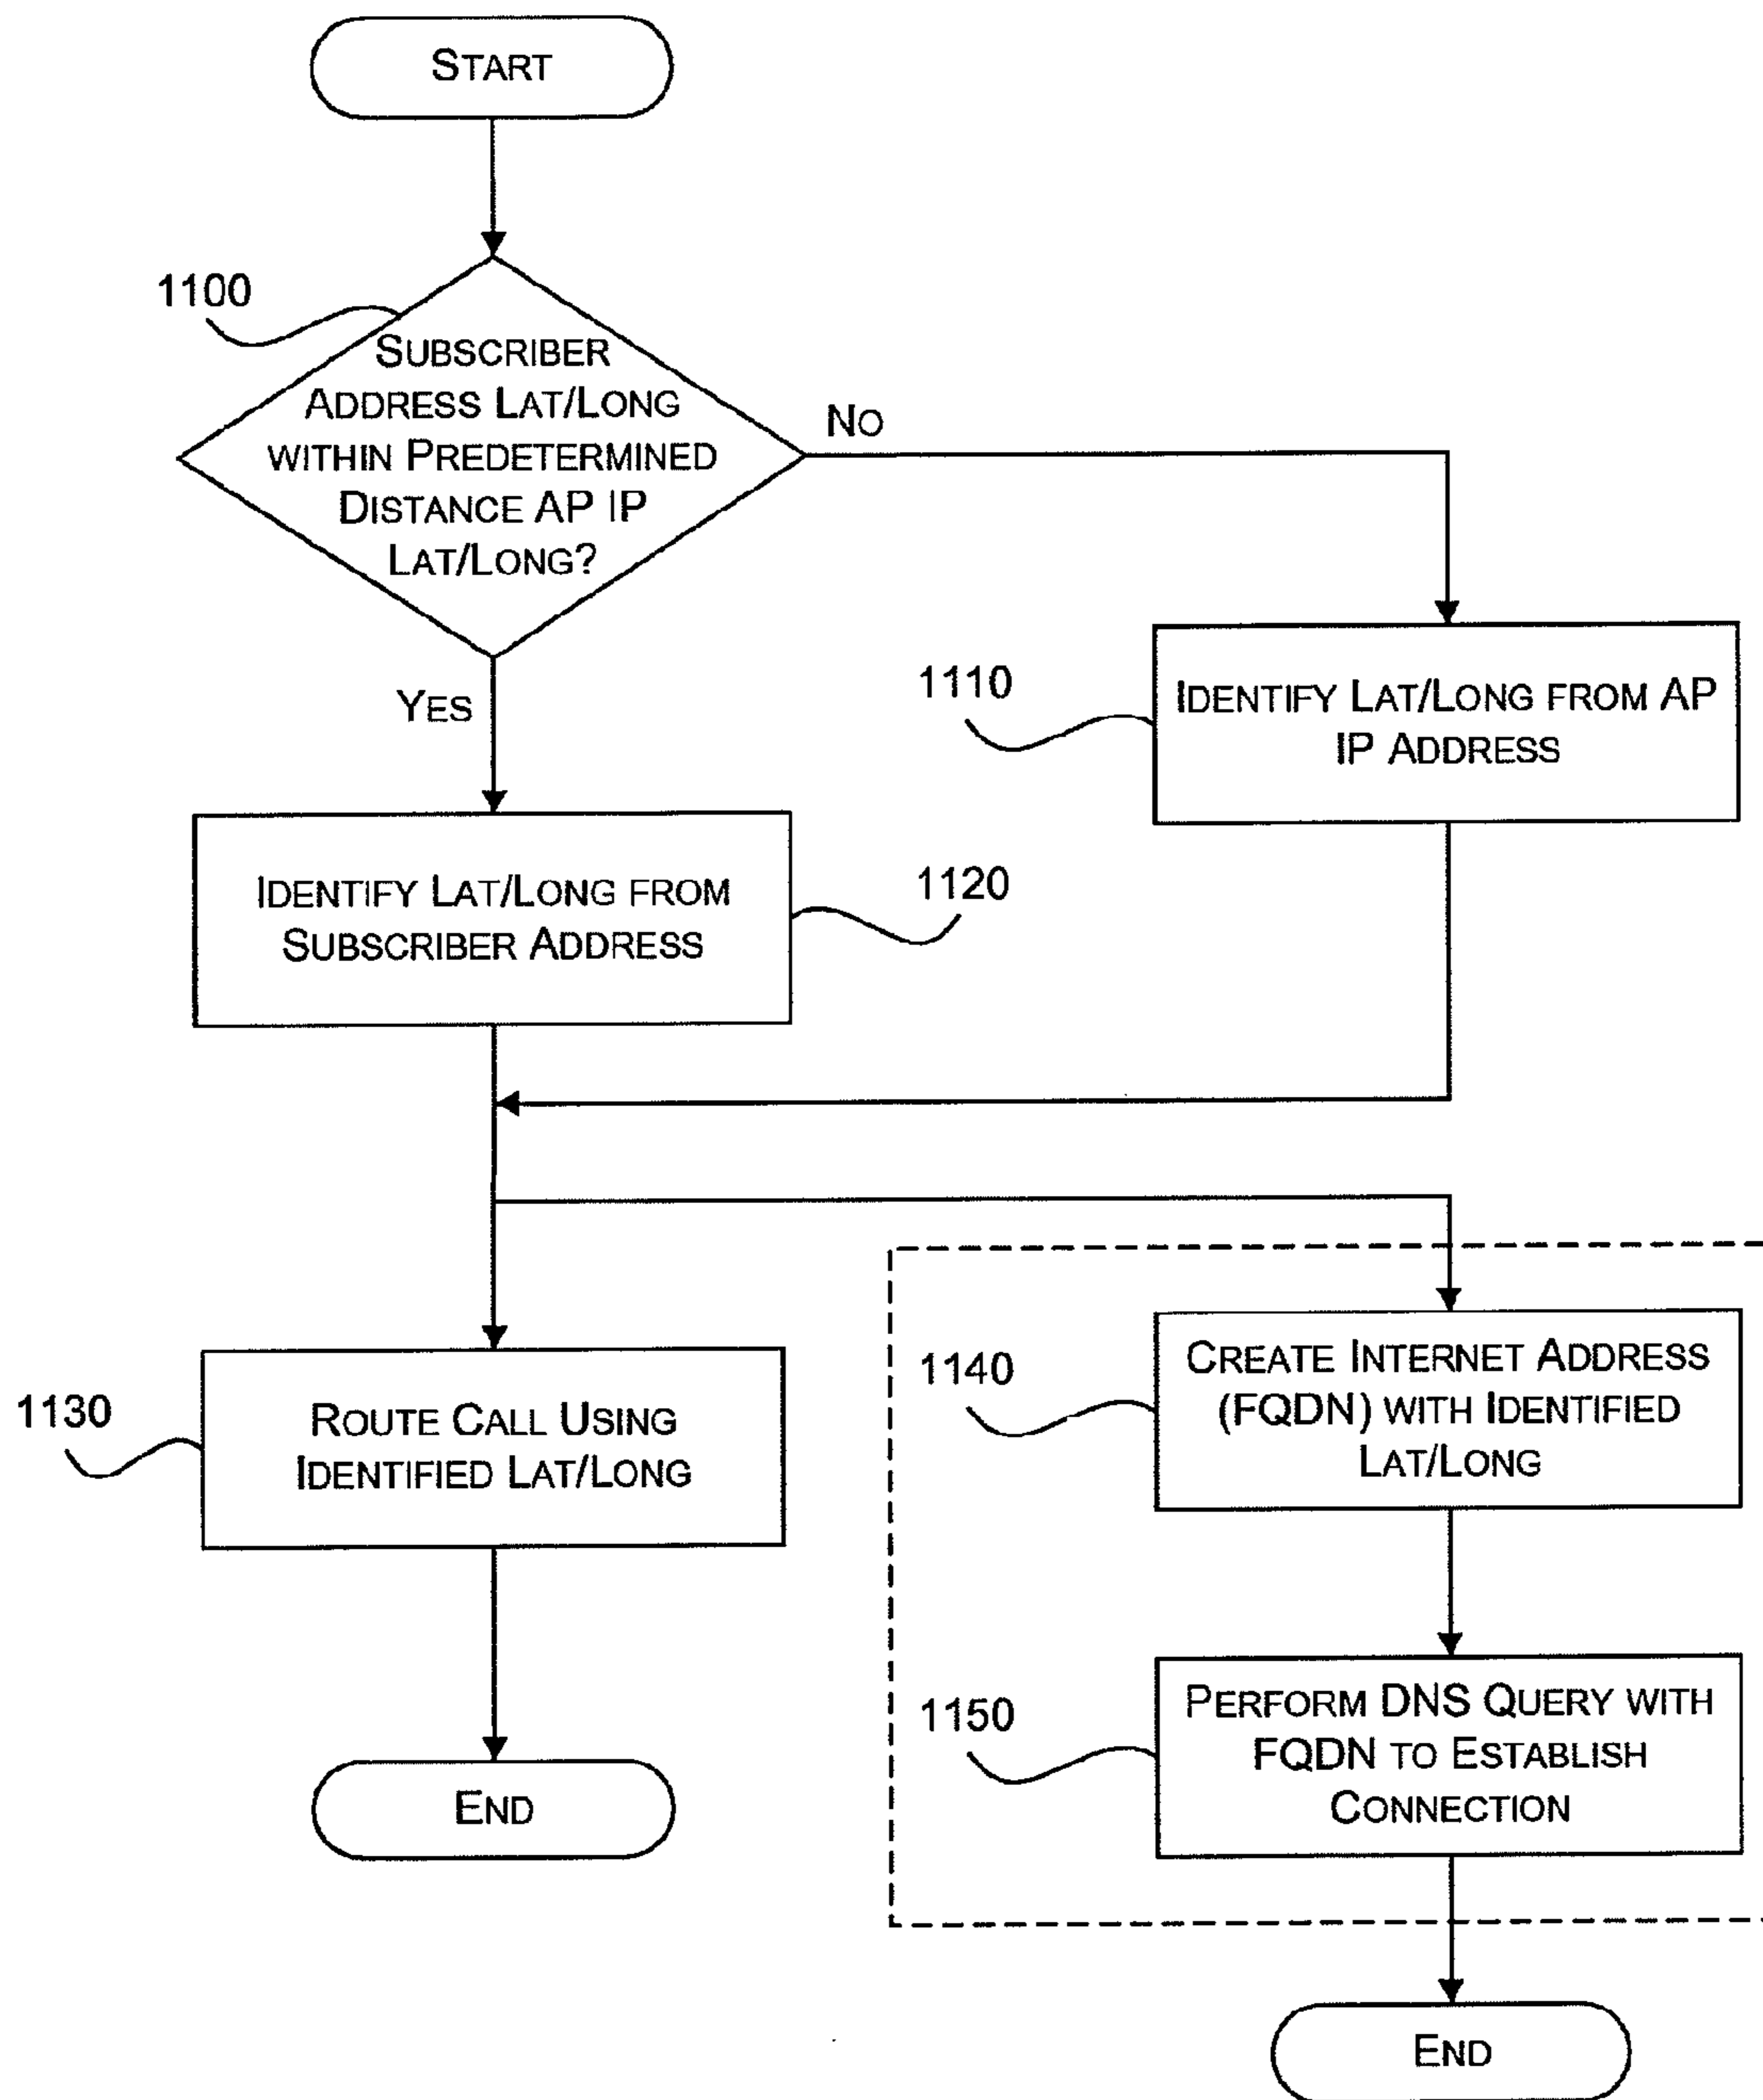 START
1100
SUBSCRIBER
ADDRESS LAT/LONG
WITHIN PREDETERMINED
DISTANCE AP IP
LAT/LONG?
NO
YES
1110
IDENTIFY LAT/LONG FROM AP
IP ADDRESS
IDENTIFY LAT/LONG FROM
SUBSCRIBER ADDRESS
1120
1130
ROUTE CALL USING
IDENTIFIED LAT/LONG
1140
CREATE INTERNET ADDRESS
(FQDN) WITH IDENTIFIED
LAT/LONG
1150
PERFORM DNS QUERY WITH
FQDN TO ESTABLISH
CONNECTION
END
END